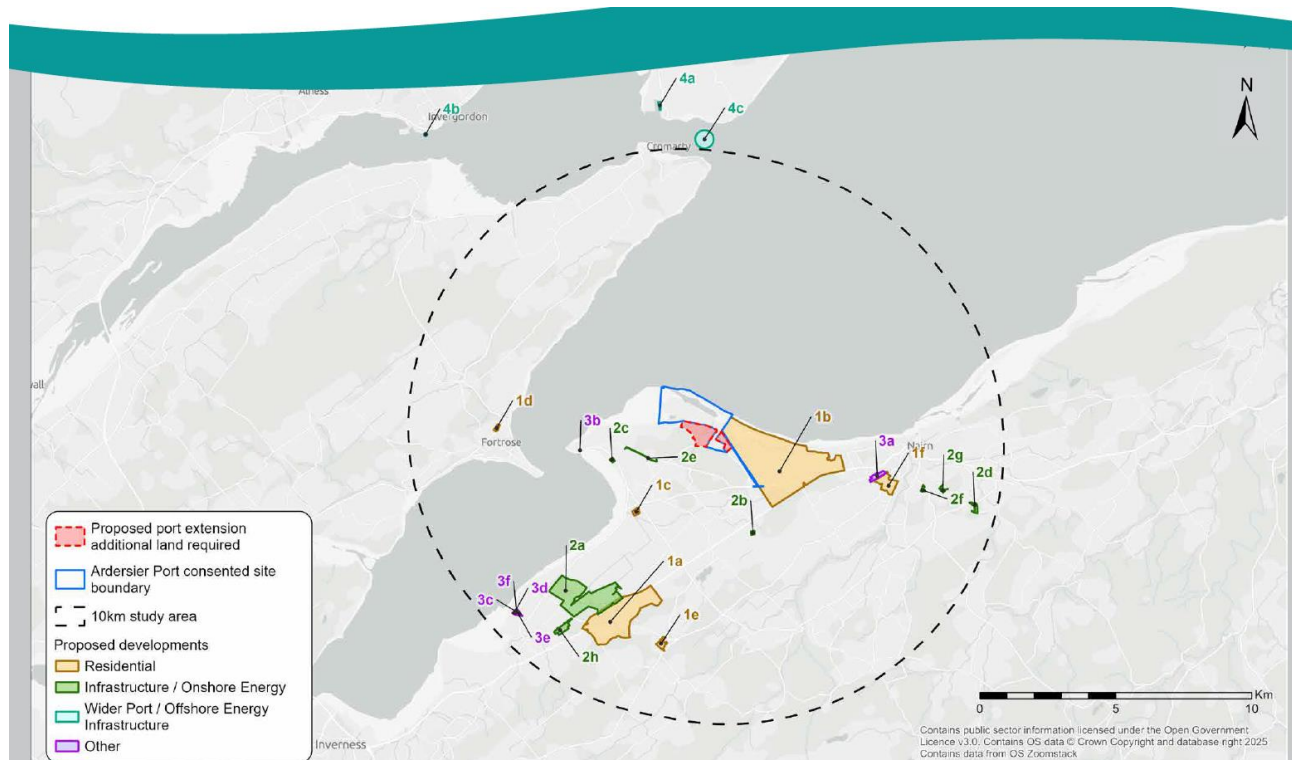 4a
4b
Invergordon
4c
N
Cromarty
1d
Fortrose
3b
2c
2e
1b
3a
Nairn
1f
2g
2d
2f
1c
2b
2a
1a
3f
3d
3c
3e
2h
1e
Proposed port extension
additional land required
Ardersier Port consented site
boundary
10km study area
Proposed developments
Residential
Infrastructure / Onshore Energy
Wider Port / Offshore Energy
Infrastructure
Other
Inverness
Km
0 5 10
Contains public sector information licensed under the Open Government
Licence v3.0, Contains OS data © Crown Copyright and database right 2025
Contains data from OS Zoomstack